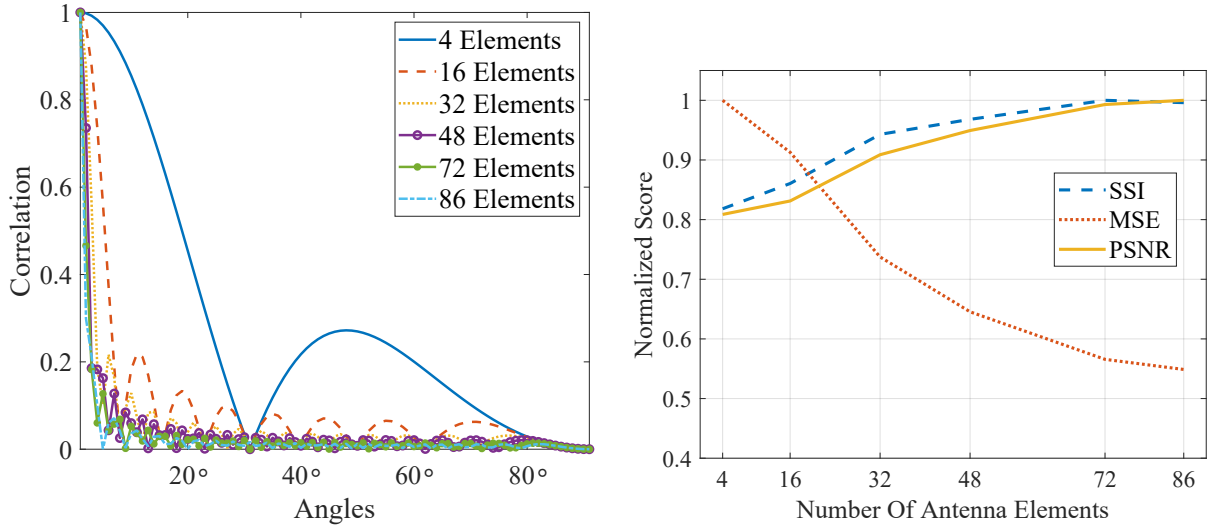 1
0.8
0.6
0.4
0.2
0
Correlation
20°
40°
60°
80°
Angles
4 Elements
16 Elements
32 Elements
48 Elements
72 Elements
86 Elements
1
0.9
0.8
0.7
0.6
0.5
0.4
Normalized Score
4
16
32
48
72
86
Number Of Antenna Elements
SSI
MSE
PSNR